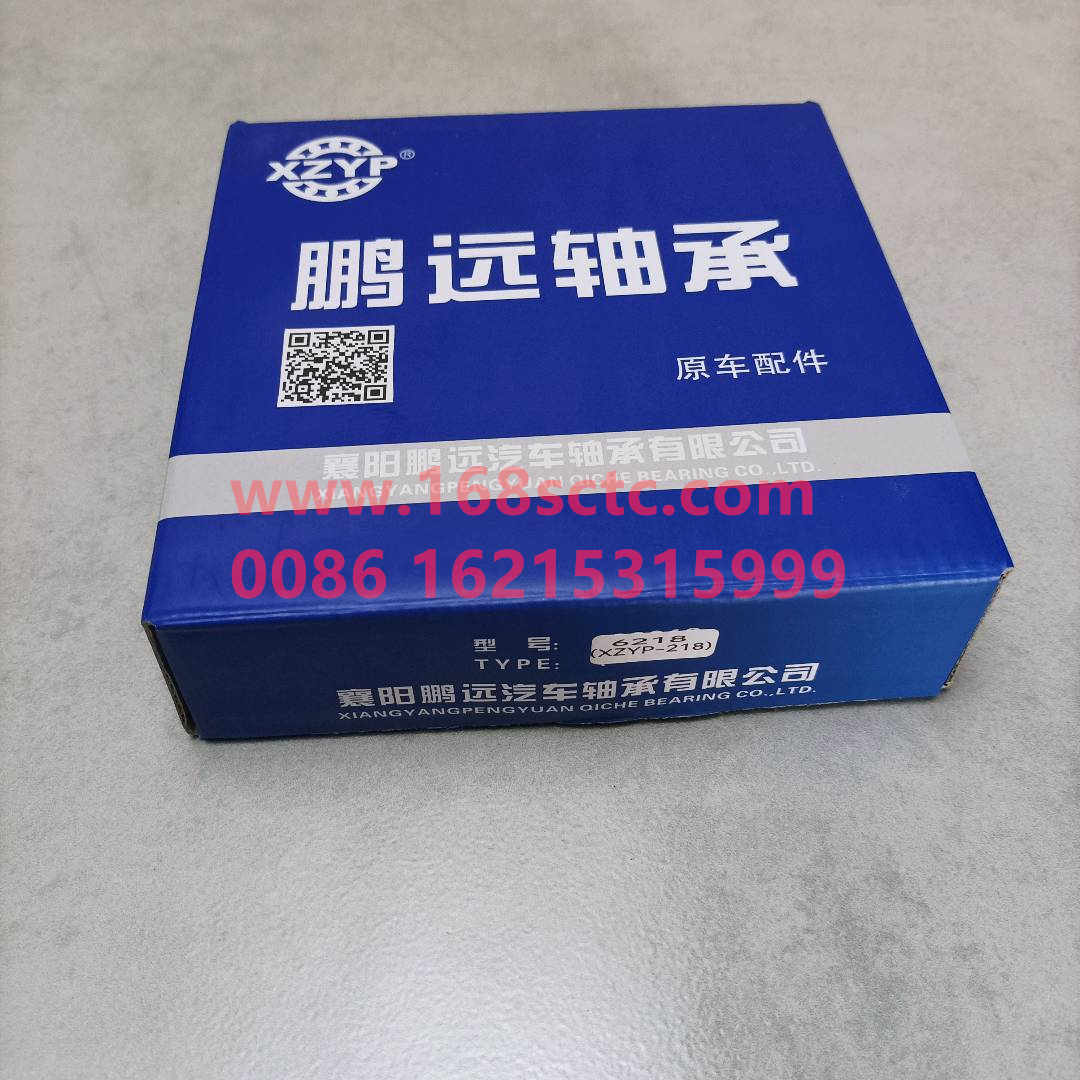 XZYP®
鹏远轴承
原车配件
襄阳鹏远汽车轴承有限公司
XIANGYANGPENGYUAN QICHE BEARING CO.,LTD.
www.168sctc.com
0086 16215315999
型 号:
TYPE:
6218
(XZYP-218)
襄阳鹏远汽车轴承有限公司
XIANGYANGPENGYUAN QICHE BEARING CO.,LTD.